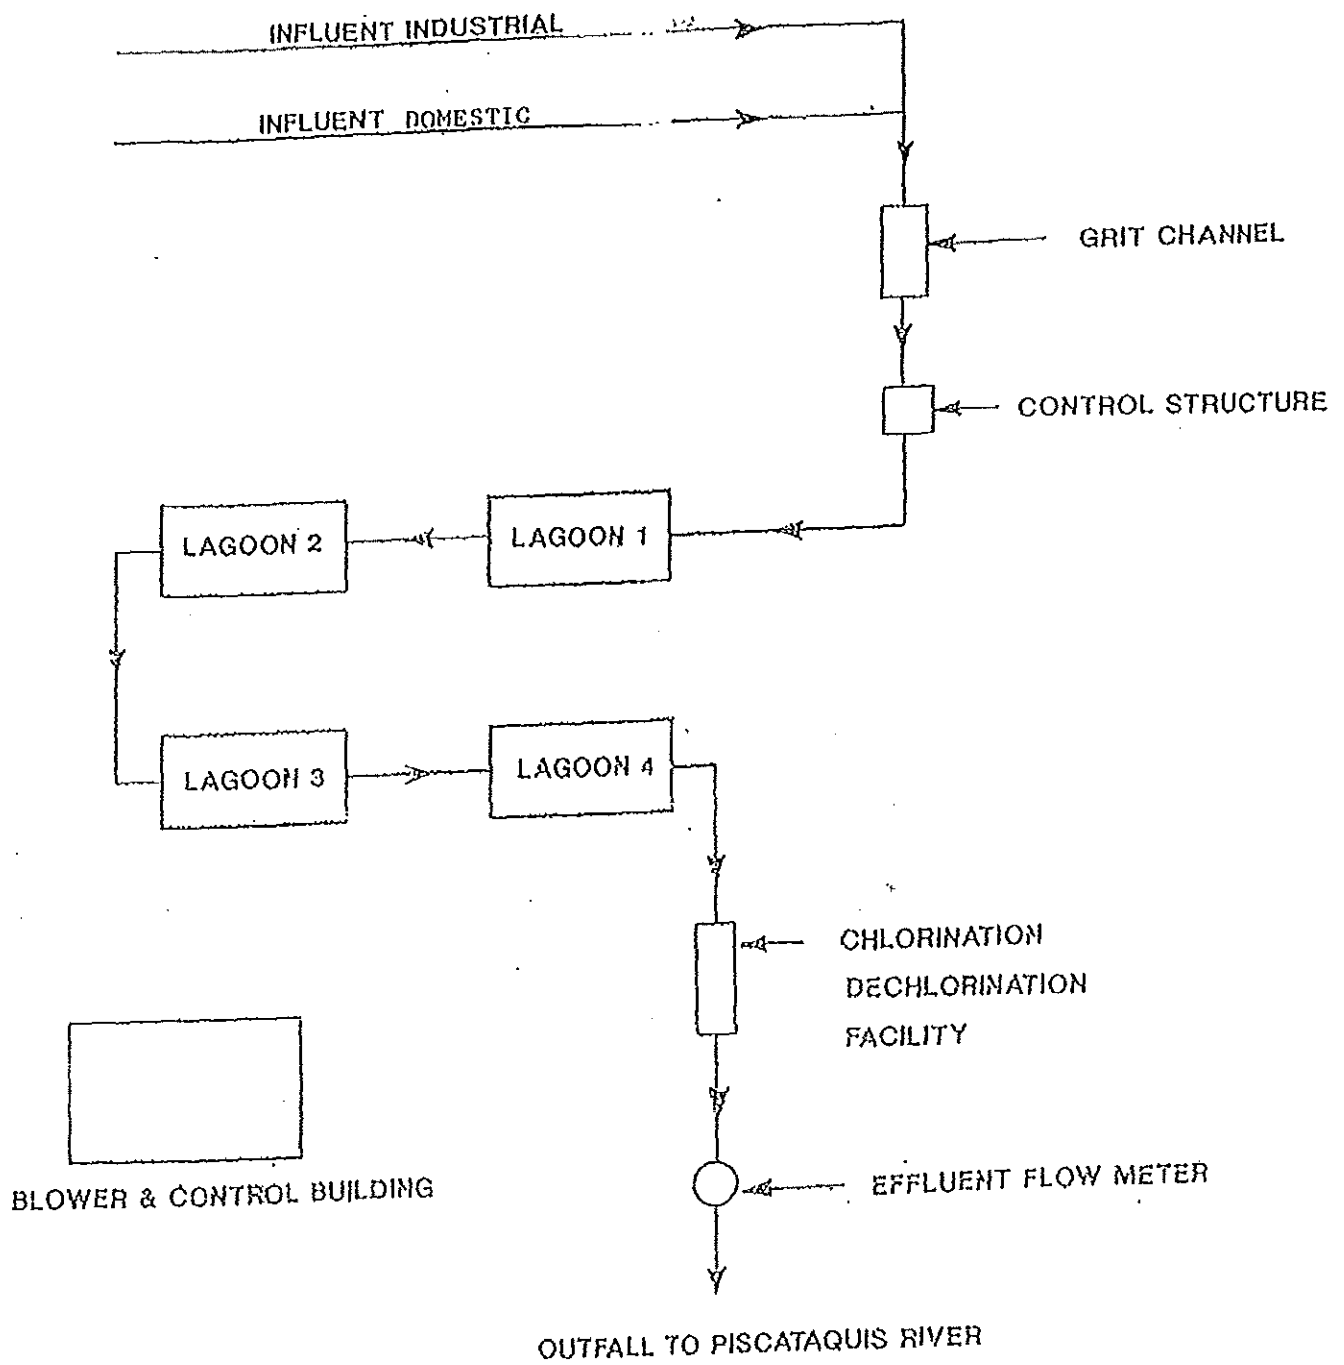 INFLUENT INDUSTRIAL
INFLUENT DOMESTIC
GRIT CHANNEL
CONTROL STRUCTURE
LAGOON 2
LAGOON 1
LAGOON 3
LAGOON 4
CHLORINATION
DECHLORINATION
FACILITY
BLOWER & CONTROL BUILDING
EFFLUENT FLOW METER
OUTFALL TO PISCATAQUIS RIVER